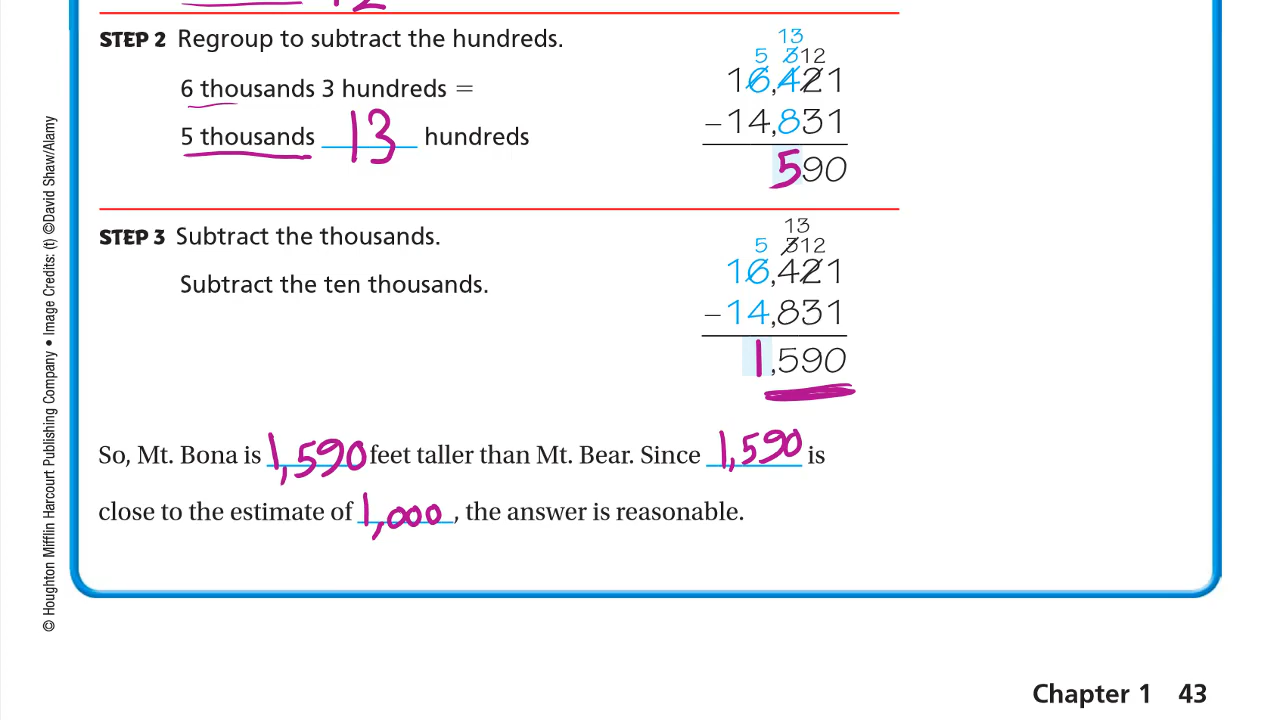 12
STEP 2 Regroup to subtract the hundreds.
6 thousands 3 hundreds =
5 thousands 13 hundreds
13
5 3 12
16,421
−14,831
590
STEP 3 Subtract the thousands.
Subtract the ten thousands.
13
5 3 12
16,421
−14,831
1,590
So, Mt. Bona is 1,590 feet taller than Mt. Bear. Since 1,590 is
close to the estimate of 1,000, the answer is reasonable.
© Houghton Mifflin Harcourt Publishing Company • Image Credits: (t) ©David Shaw/Alamy
Chapter 1 43